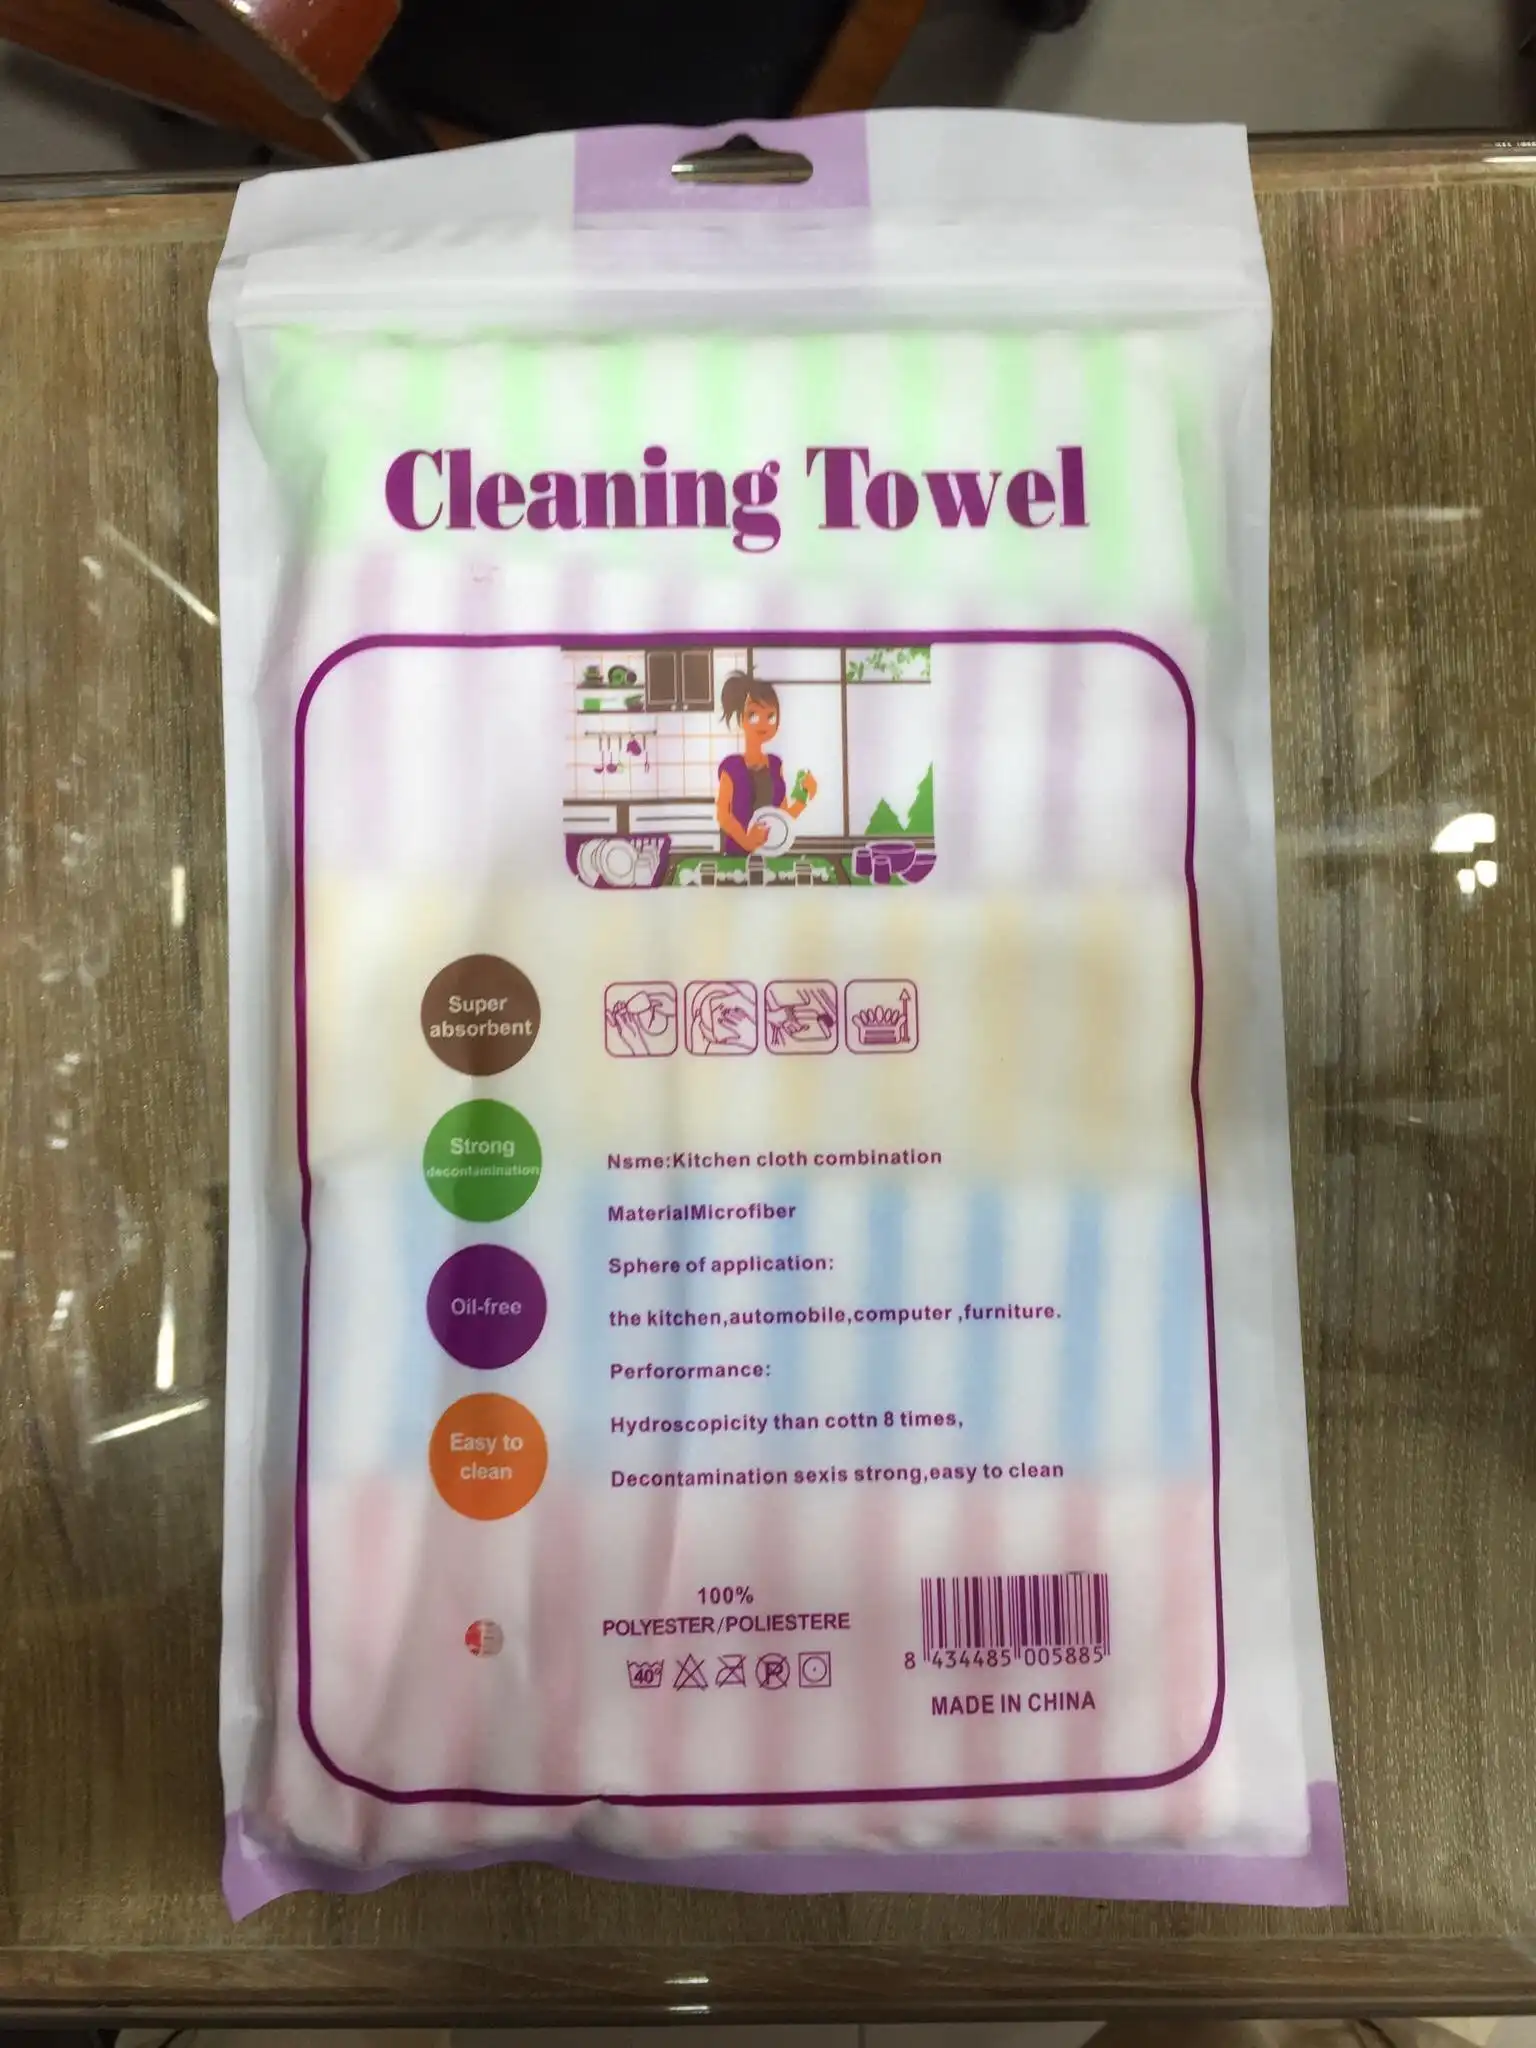 Cleaning Towel
Super
absorbent
Strong
decontamination
Oil-free
Easy to
clean
Nsme:Kitchen cloth combination
MaterialMicrofiber
Sphere of application:
the kitchen,automobile,computer ,furniture.
Perforormance:
Hydroscopicity than cottn 8 times,
Decontamination sexis strong,easy to clean
100%
POLYESTER/POLIESTERE
40°
P
8 434485 005885
MADE IN CHINA